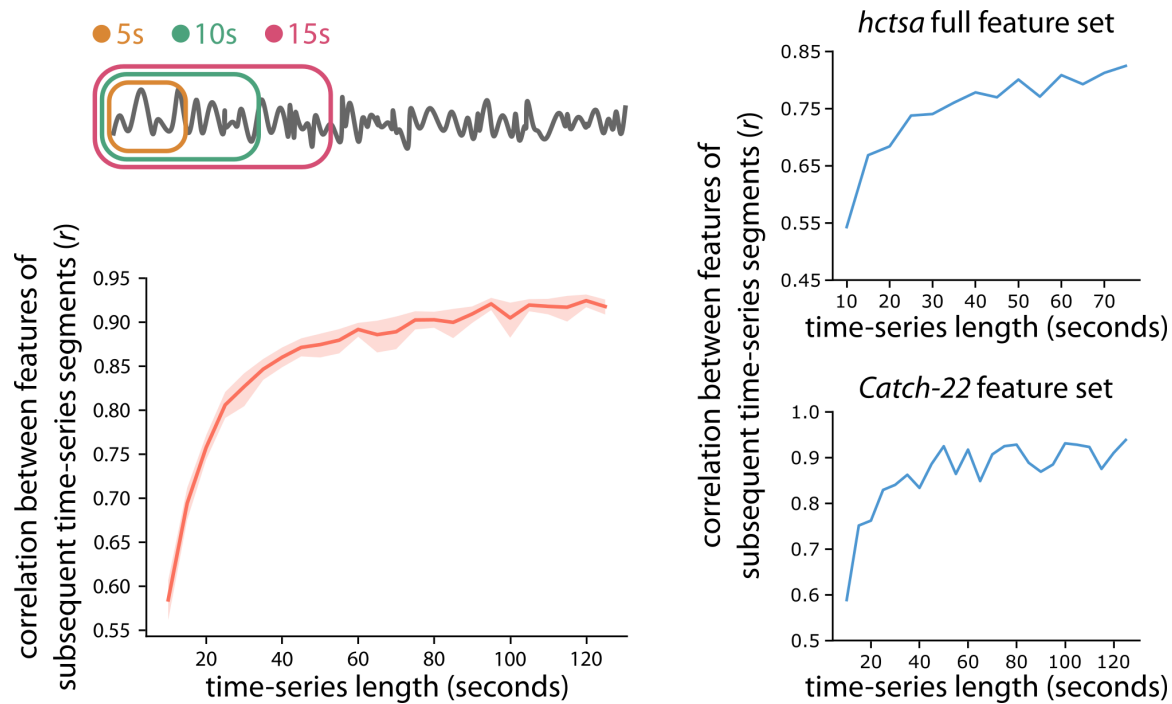 5s 10s 15s
correlation between features of
subsequent time-series segments (r)
0.95
0.90
0.85
0.80
0.75
0.70
0.65
0.60
0.55
20 40 60 80 100 120
time-series length (seconds)
hctsa full feature set
correlation between features of
subsequent time-series segments (r)
0.85
0.75
0.65
0.55
0.45
10 20 30 40 50 60 70
time-series length (seconds)
Catch-22 feature set
1.0
0.9
0.8
0.7
0.6
0.5
20 40 60 80 100 120
time-series length (seconds)